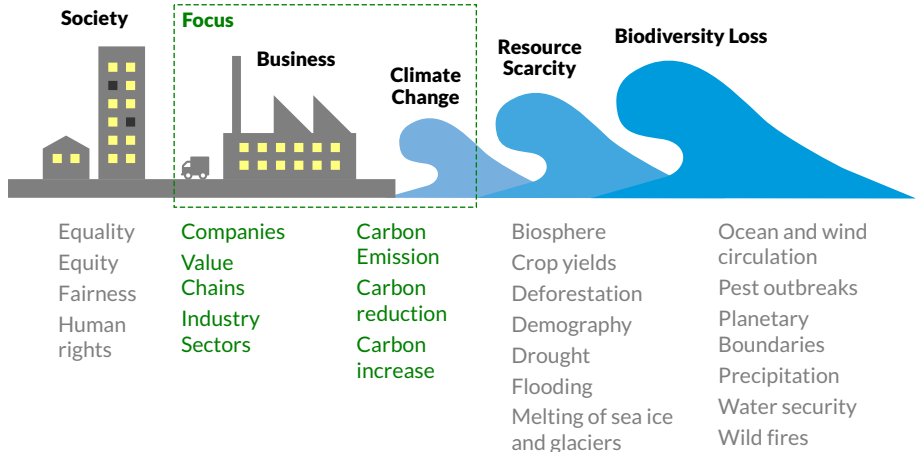 Society
Focus
Business
Climate
Change
Resource
Scarcity
Biodiversity Loss
Equality
Equity
Fairness
Human
rights
Companies
Value
Chains
Industry
Sectors
Carbon
Emission
Carbon
reduction
Carbon
increase
Biosphere
Crop yields
Deforestation
Demography
Drought
Flooding
Melting of sea ice
and glaciers
Ocean and wind
circulation
Pest outbreaks
Planetary
Boundaries
Precipitation
Water security
Wild fires